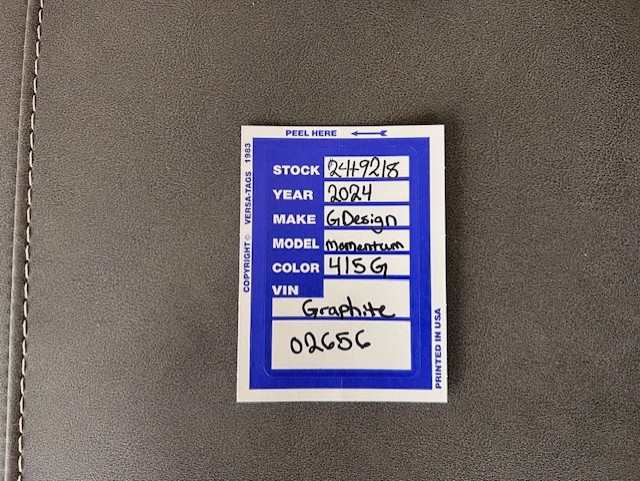 PEEL HERE
COPYRIGHT © VERSA-TAGS 1983
STOCK 24H9218
YEAR 2024
MAKE GDesign
MODEL Momentum
COLOR 415G
VIN
Graphite
02656
PRINTED IN USA